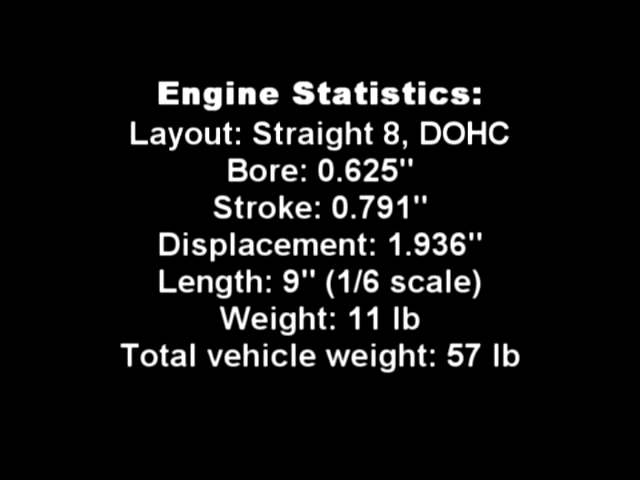 Engine Statistics:
Layout: Straight 8, DOHC
Bore: 0.625"
Stroke: 0.791"
Displacement: 1.936"
Length: 9" (1/6 scale)
Weight: 11 lb
Total vehicle weight: 57 lb